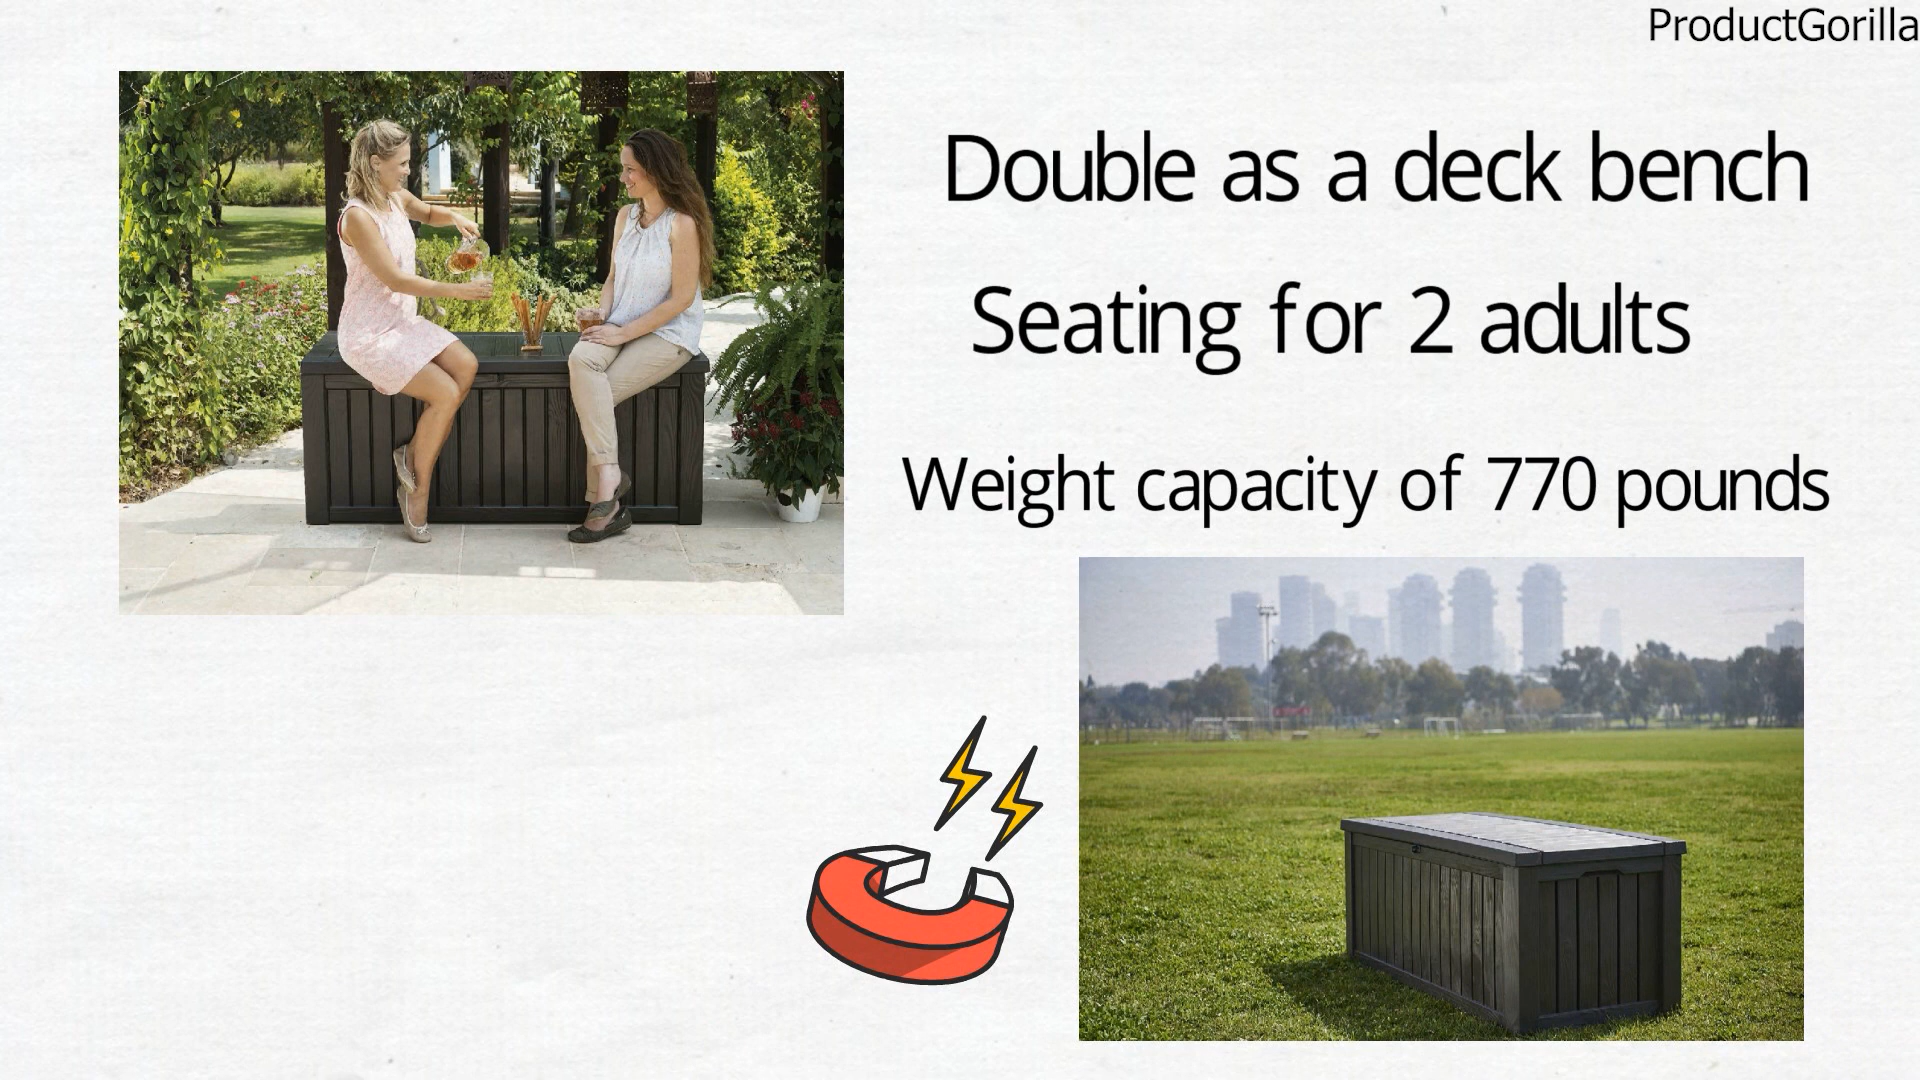 ProductGorilla
Double as a deck bench
Seating for 2 adults
Weight capacity of 770 pounds